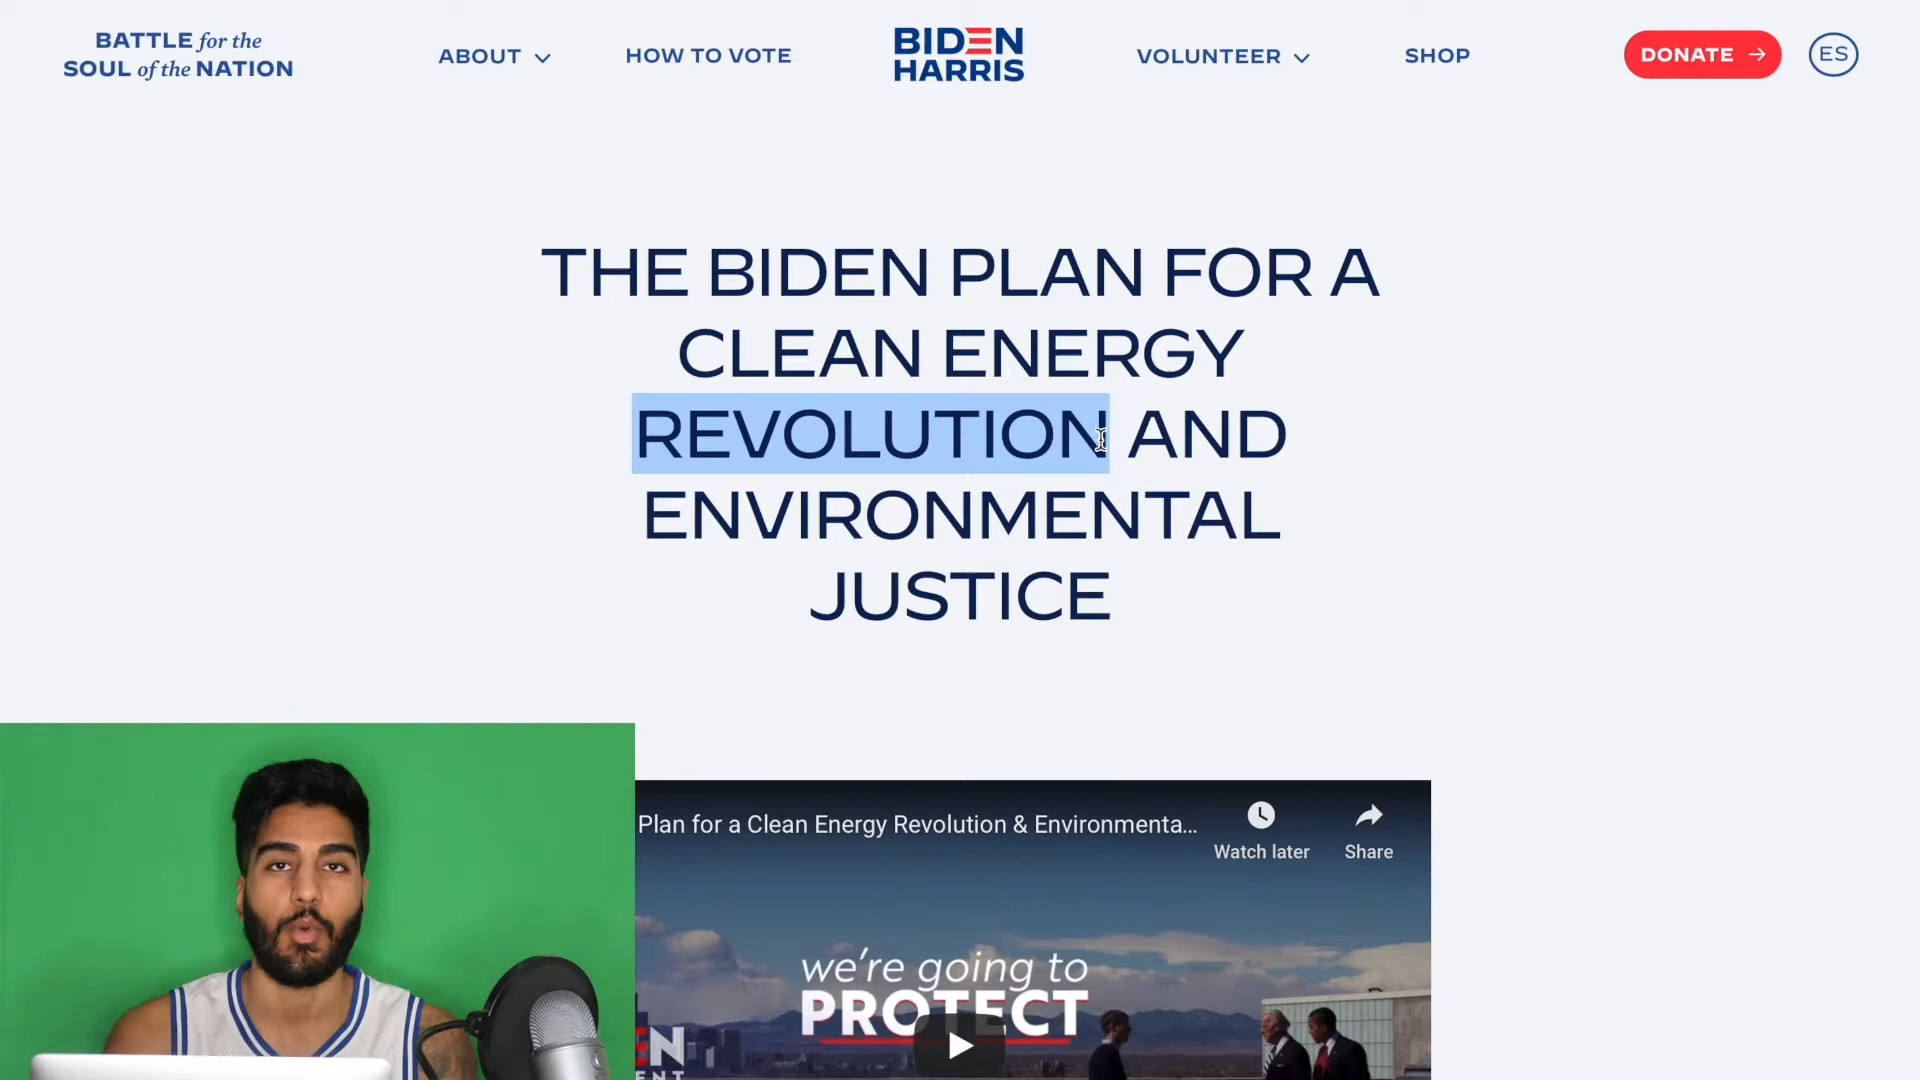 BATTLE for the
SOUL of the NATION
ABOUT
HOW TO VOTE
BIDEN
HARRIS
VOLUNTEER
SHOP
DONATE
ES
THE BIDEN PLAN FOR A
CLEAN ENERGY
REVOLUTION AND
ENVIRONMENTAL
JUSTICE
Plan for a Clean Energy Revolution & Environmenta...
Watch later
Share
we're going to
PROTECT
EN
ENT